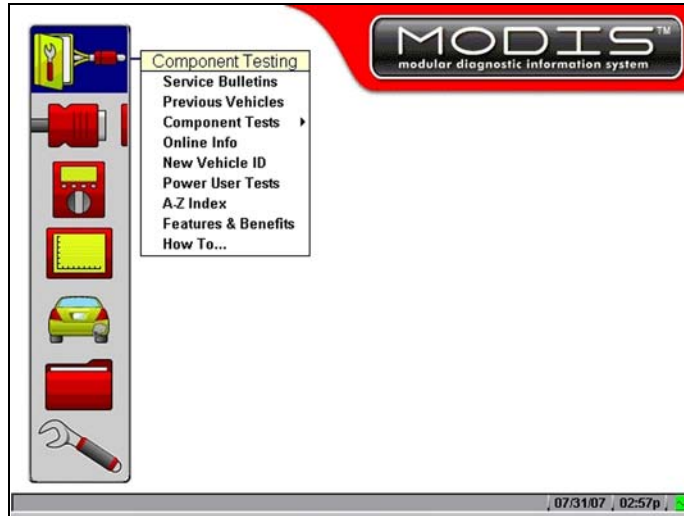 MODIS™
modular diagnostic information system
Component Testing
Service Bulletins
Previous Vehicles
Component Tests
Online Info
New Vehicle ID
Power User Tests
A-Z Index
Features & Benefits
How To...
07/31/07 02:57p